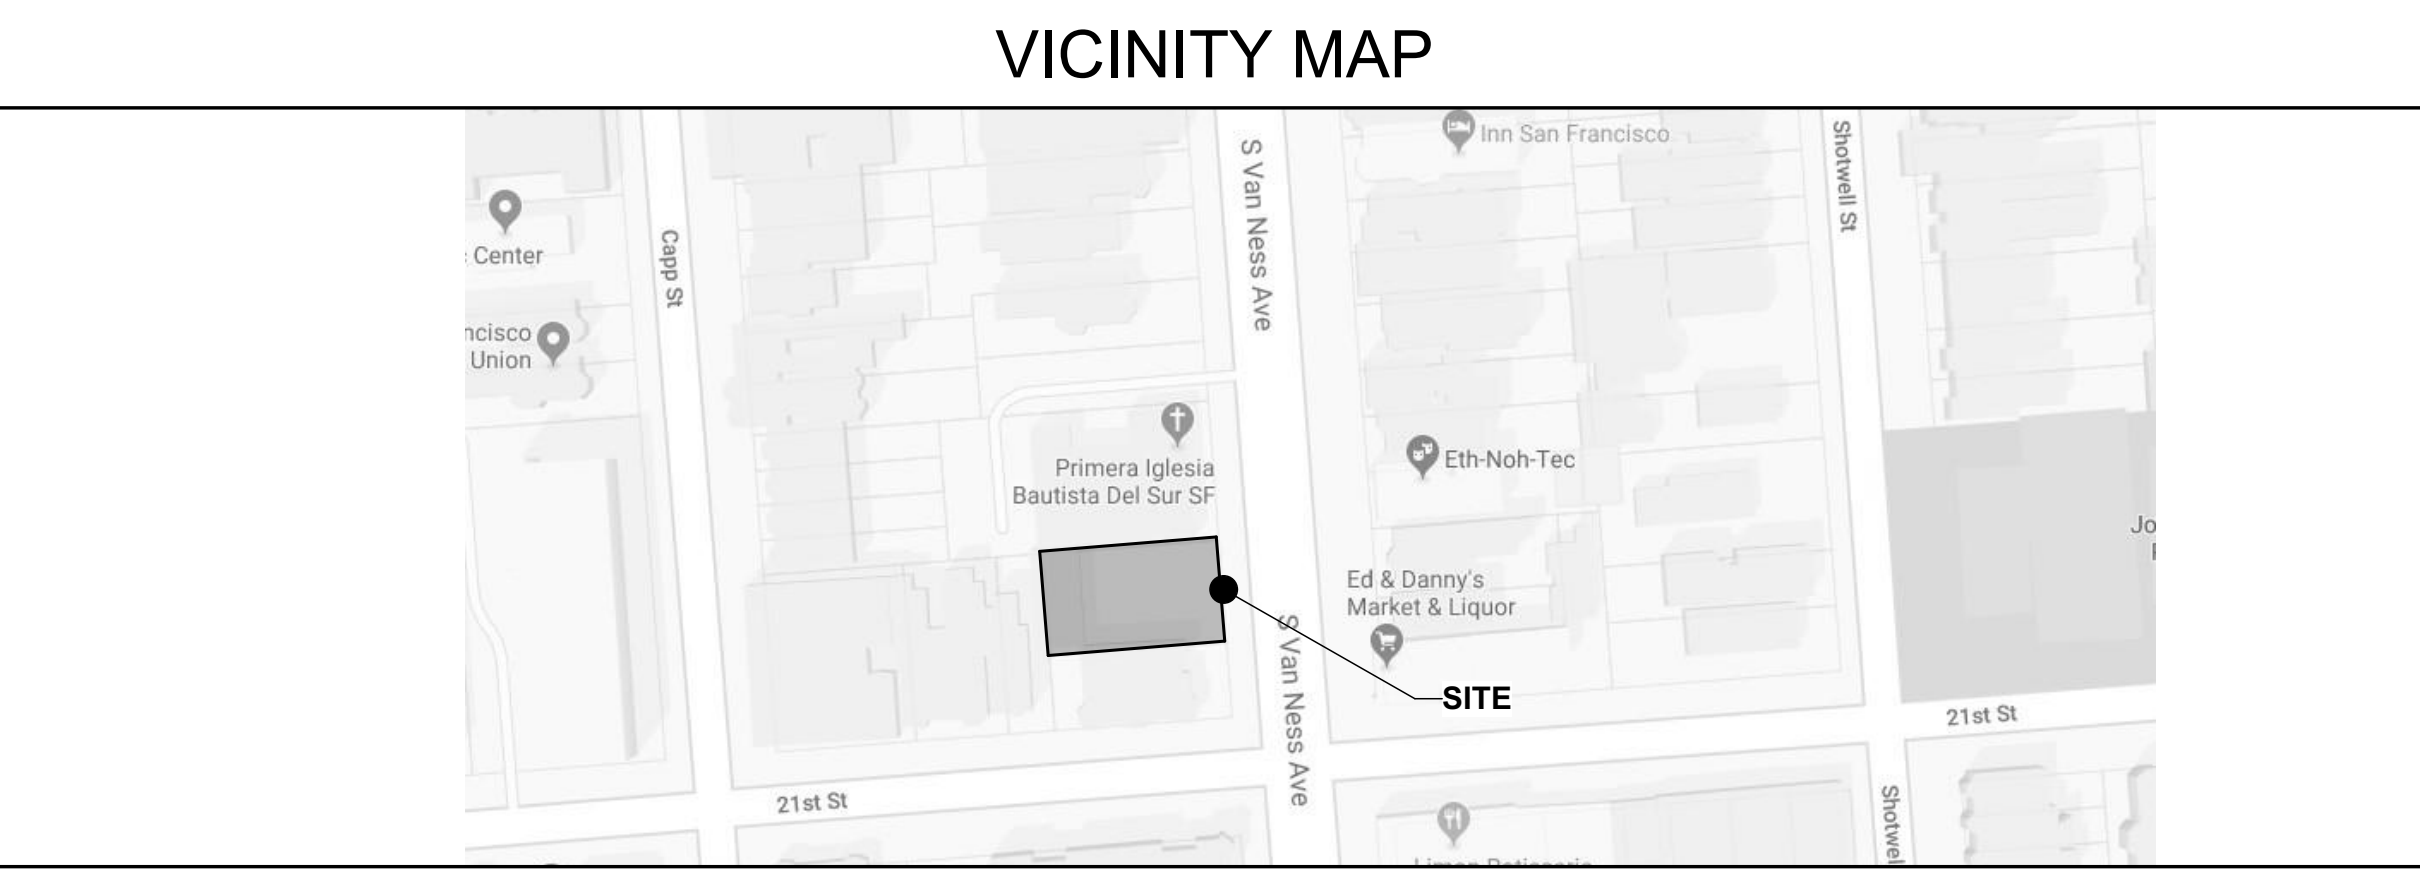 VICINITY MAP
Inn San Francisco
S Van Ness Ave
Shotwell St
Capp St
Center
ncisco
Union
Primera Iglesia
Bautista Del Sur SF
Eth-Noh-Tec
Jo
Ed & Danny's
Market & Liquor
S Van Ness Ave
SITE
21st St
21st St
Shotwel